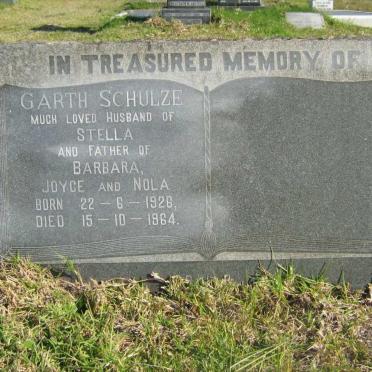 IN TREASURED MEMORY OF
GARTH SCHULZE
MUCH LOVED HUSBAND OF
STELLA
AND FATHER OF
BARBARA,
JOYCE AND NOLA
BORN 22-6-1926,
DIED 15-10-1964.